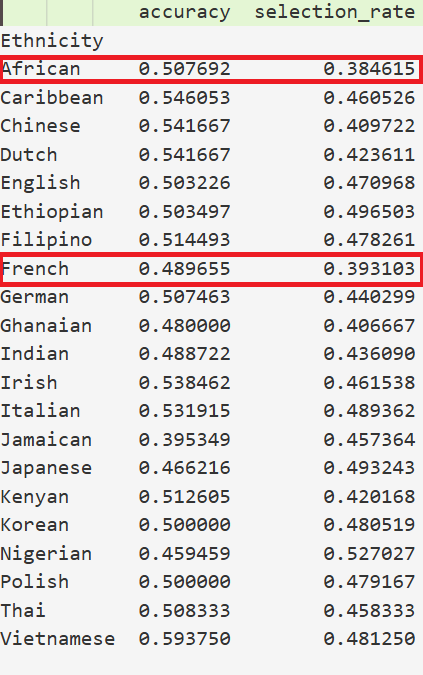 accuracy selection_rate
Ethnicity
African 0.507692 0.384615
Caribbean 0.546053 0.460526
Chinese 0.541667 0.409722
Dutch 0.541667 0.423611
English 0.503226 0.470968
Ethiopian 0.503497 0.496503
Filipino 0.514493 0.478261
French 0.489655 0.393103
German 0.507463 0.440299
Ghanaian 0.480000 0.406667
Indian 0.488722 0.436090
Irish 0.538462 0.461538
Italian 0.531915 0.489362
Jamaican 0.395349 0.457364
Japanese 0.466216 0.493243
Kenyan 0.512605 0.420168
Korean 0.500000 0.480519
Nigerian 0.459459 0.527027
Polish 0.500000 0.479167
Thai 0.508333 0.458333
Vietnamese 0.593750 0.481250